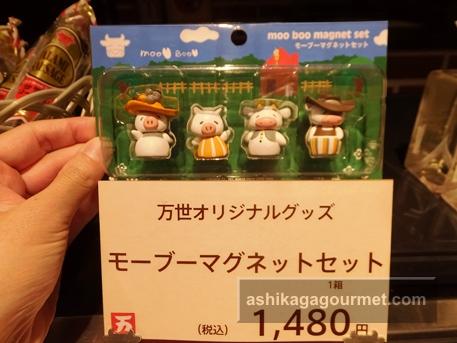 moo boo magnet set
モーブーマグネットセット
moo Boo
万世オリジナルグッズ
モーブーマグネットセット
1箱
ashikagagourmet.com
万
(税込) 1,480円